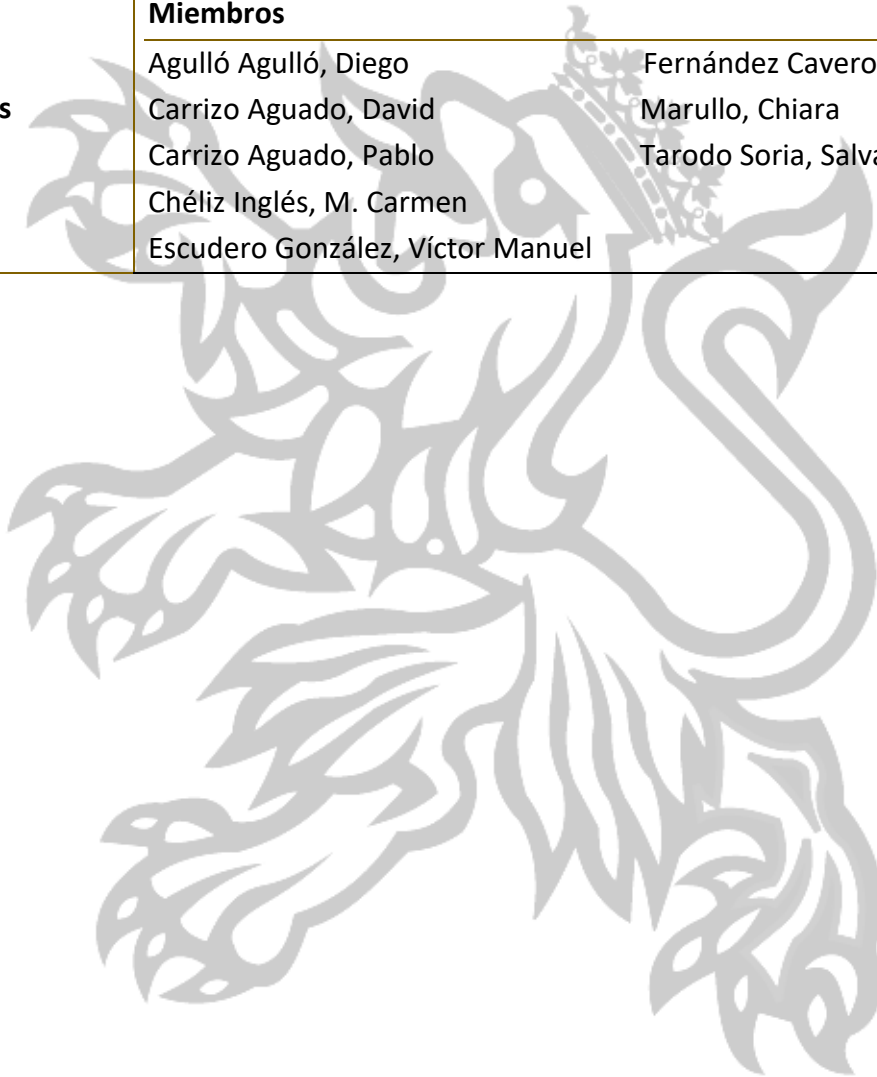 Miembros
Agulló Agulló, Diego Fernández Cavero
s Carrizo Aguado, David Marullo, Chiara
Carrizo Aguado, Pablo Tarodo Soria, Salva
Chéliz Inglés, M. Carmen
Escudero González, Víctor Manuel